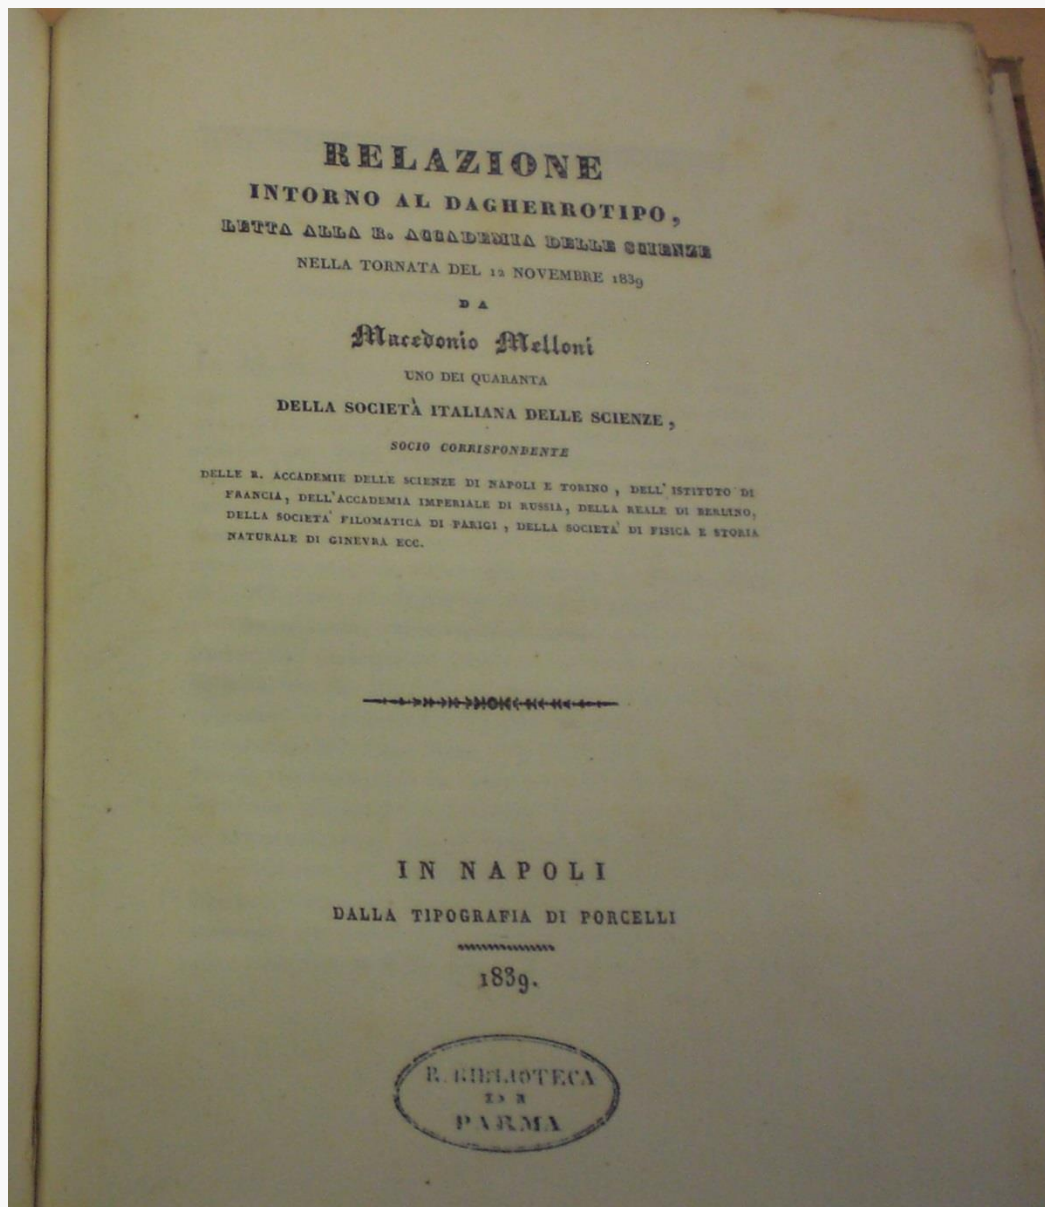 RELAZIONE
INTORNO AL DAGHERROTIPO,
LETTA ALLA R. ACCADEMIA DELLE SCIENZE
NELLA TORNATA DEL 12 NOVEMBRE 1839
DA
Macedonio Melloni
UNO DEI QUARANTA
DELLA SOCIETÀ ITALIANA DELLE SCIENZE,
SOCIO CORRISPONDENTE
DELLE R. ACCADEMIE DELLE SCIENZE DI NAPOLI E TORINO, DELL'ISTITUTO DI
FRANCIA, DELL'ACCADEMIA IMPERIALE DI RUSSIA, DELLA REALE DI BERLINO,
DELLA SOCIETA' FILOMATICA DI PARIGI, DELLA SOCIETA' DI FISICA E STORIA
NATURALE DI GINEVRA ECC.
IN NAPOLI
DALLA TIPOGRAFIA DI PORCELLI
1839.
R. BIBLIOTECA
DI
PARMA